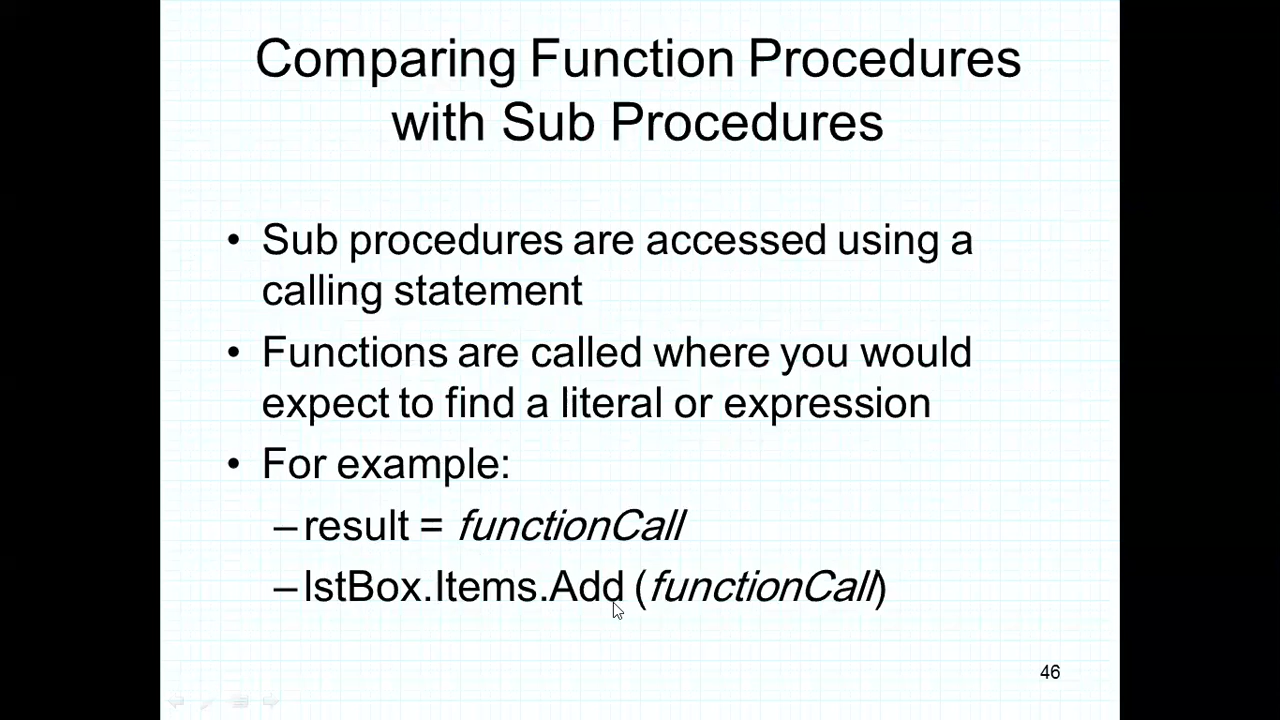 Comparing Function Procedures
with Sub Procedures
• Sub procedures are accessed using a
calling statement
• Functions are called where you would
expect to find a literal or expression
• For example:
–result = functionCall
–lstBox.Items.Add (functionCall)
46